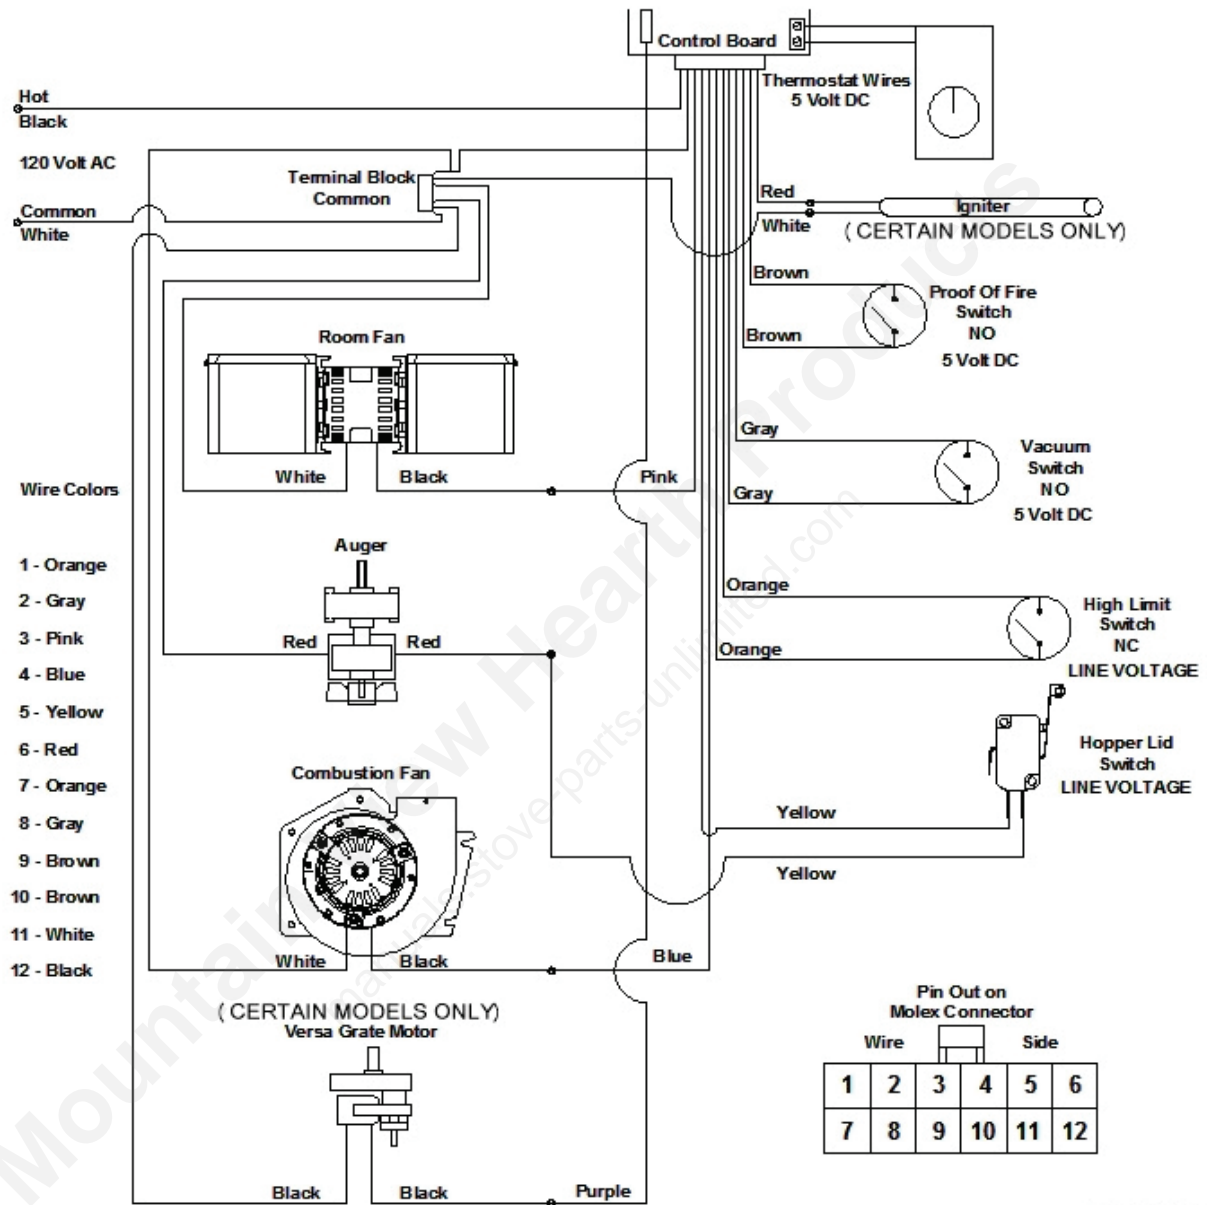 Control Board
Thermostat Wires
5 Volt DC
Hot
Black
120 Volt AC
Terminal Block
Common
Common
White
Red
White
Igniter
( CERTAIN MODELS ONLY)
Brown
Brown
Proof Of Fire
Switch
NO
5 Volt DC
Room Fan
White
Black
Pink
Gray
Gray
Vacuum
Switch
NO
5 Volt DC
Wire Colors
1 - Orange
2 - Gray
3 - Pink
4 - Blue
5 - Yellow
6 - Red
7 - Orange
8 - Gray
9 - Brown
10 - Brown
11 - White
12 - Black
Auger
Red
Red
Orange
Orange
High Limit
Switch
NC
LINE VOLTAGE
Hopper Lid
Switch
LINE VOLTAGE
Yellow
Yellow
Combustion Fan
White
Black
Blue
( CERTAIN MODELS ONLY)
Versa Grate Motor
Black
Black
Purple
Pin Out on
Molex Connector
Wire Side
1 2 3 4 5 6
7 8 9 10 11 12
Mountain View Hearth Products
manuals.stove-parts-unlimited.com